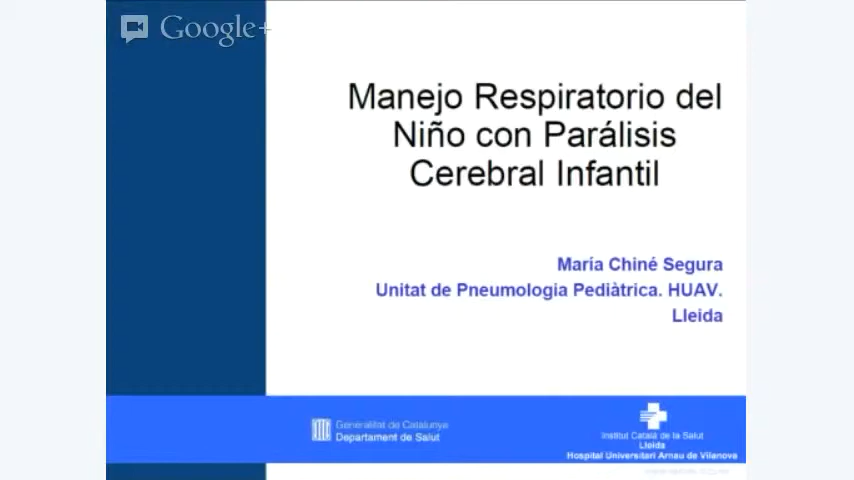 Google+
Manejo Respiratorio del
Niño con Parálisis
Cerebral Infantil
María Chiné Segura
Unitat de Pneumologia Pediàtrica. HUAV.
Lleida
Generalitat de Catalunya
Departament de Salut
Institut Català de la Salut
Lleida
Hospital Universitari Arnau de Vilanova